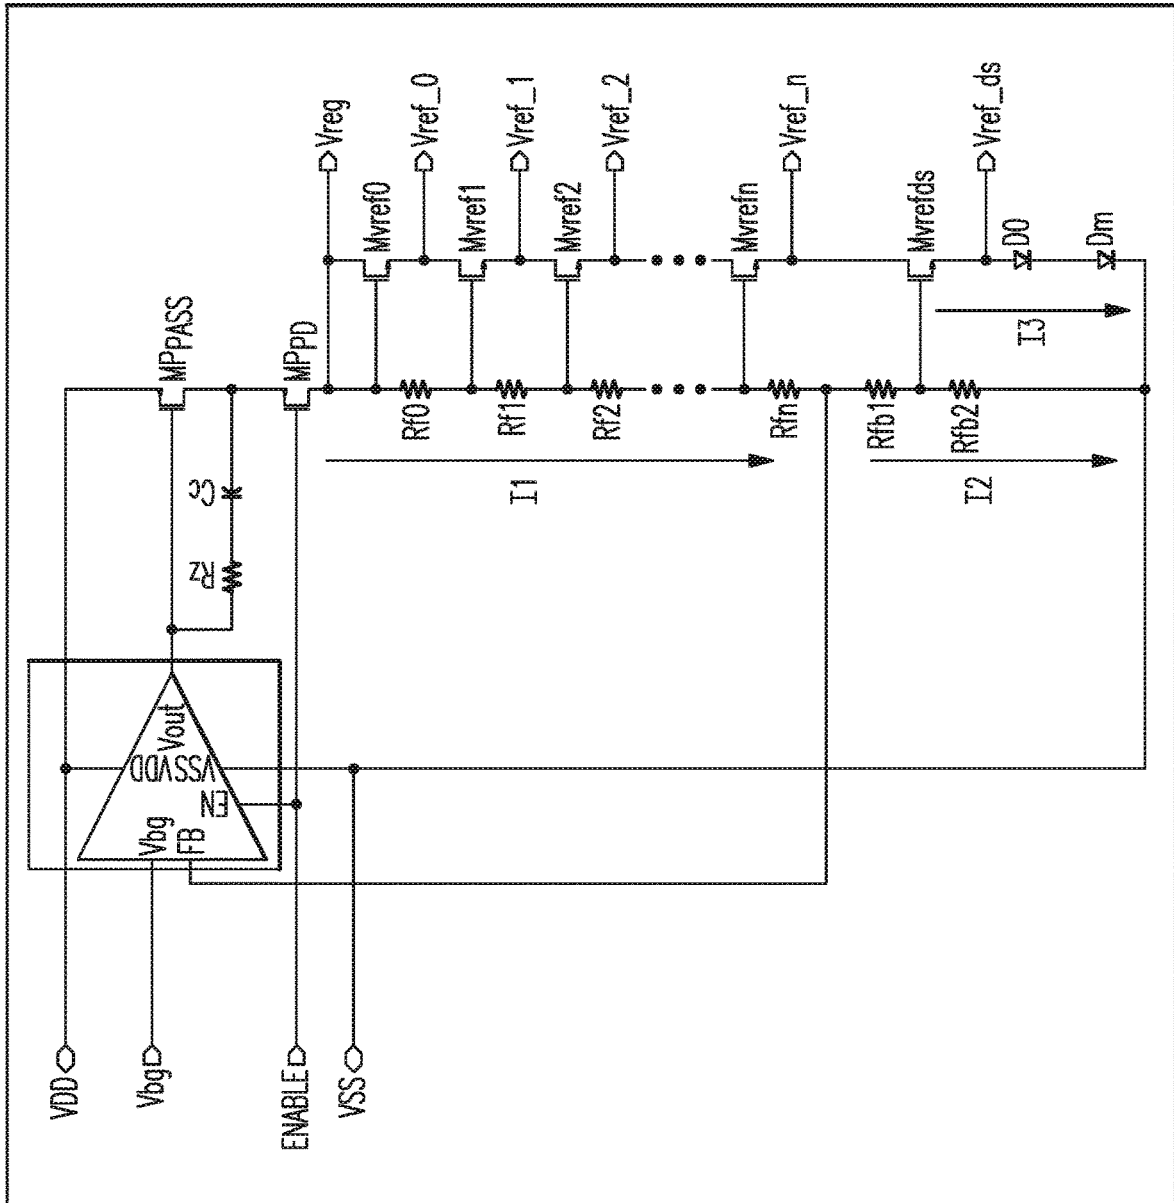 VDD
Vbg
ENABLE
VSS
Vbg
FB
EN
VSS
VDD
Vout
Rz
Cc
MPPASS
MPPD
Vreg
Mvref0
Vref_0
Mvref1
Vref_1
Mvref2
Vref_2
Mvrefn
Vref_n
Mvrefds
Vref_ds
D0
Dm
Rf0
Rf1
Rf2
Rfn
Rfb1
Rfb2
I1
I2
I3